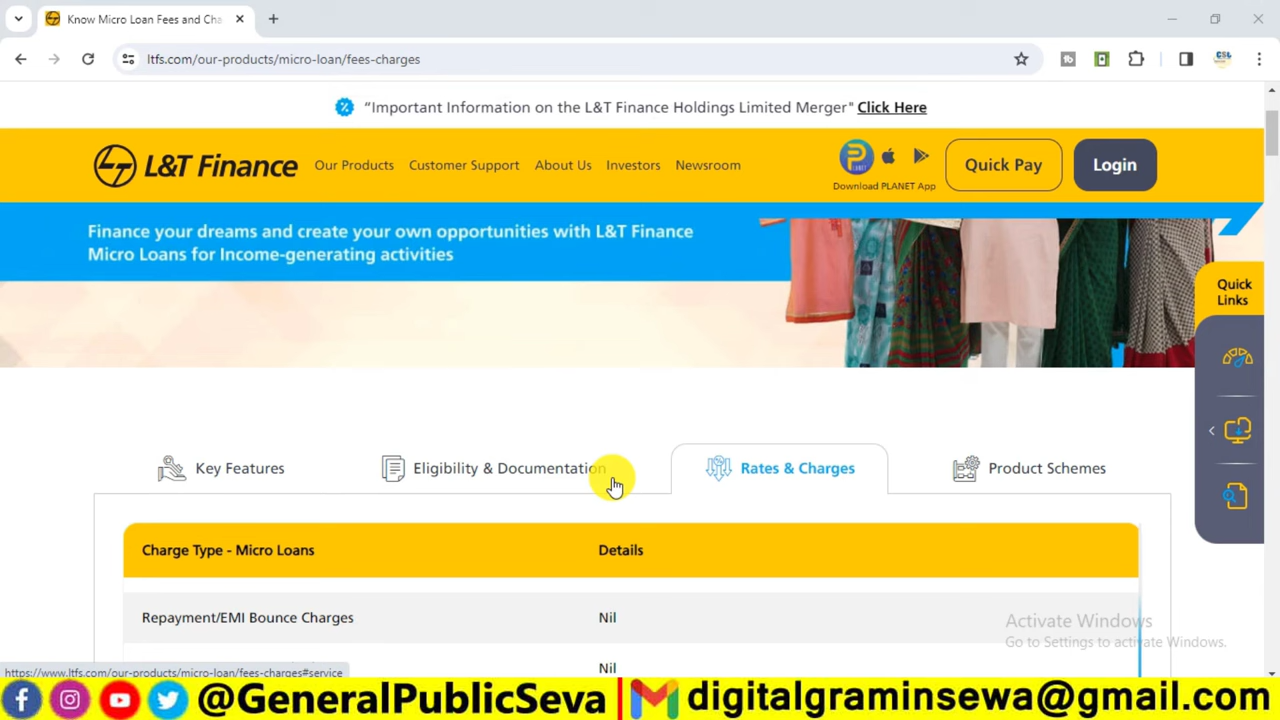 Know Micro Loan Fees and Cha
ltfs.com/our-products/micro-loan/fees-charges
CSL
"Important Information on the L&T Finance Holdings Limited Merger" Click Here
L&T Finance
Our Products
Customer Support
About Us
Investors
Newsroom
PLANET
Download PLANET App
Quick Pay
Login
Finance your dreams and create your own opportunities with L&T Finance
Micro Loans for Income-generating activities
Quick
Links
Key Features
Eligibility & Documentation
Rates & Charges
Product Schemes
Charge Type - Micro Loans
Details
Repayment/EMI Bounce Charges
Nil
Activate Windows
Go to Settings to activate Windows.
Nil
https://www.ltfs.com/our-products/micro-loan/fees-charges#service
@GeneralPublicSeva
digitalgraminsewa@gmail.com